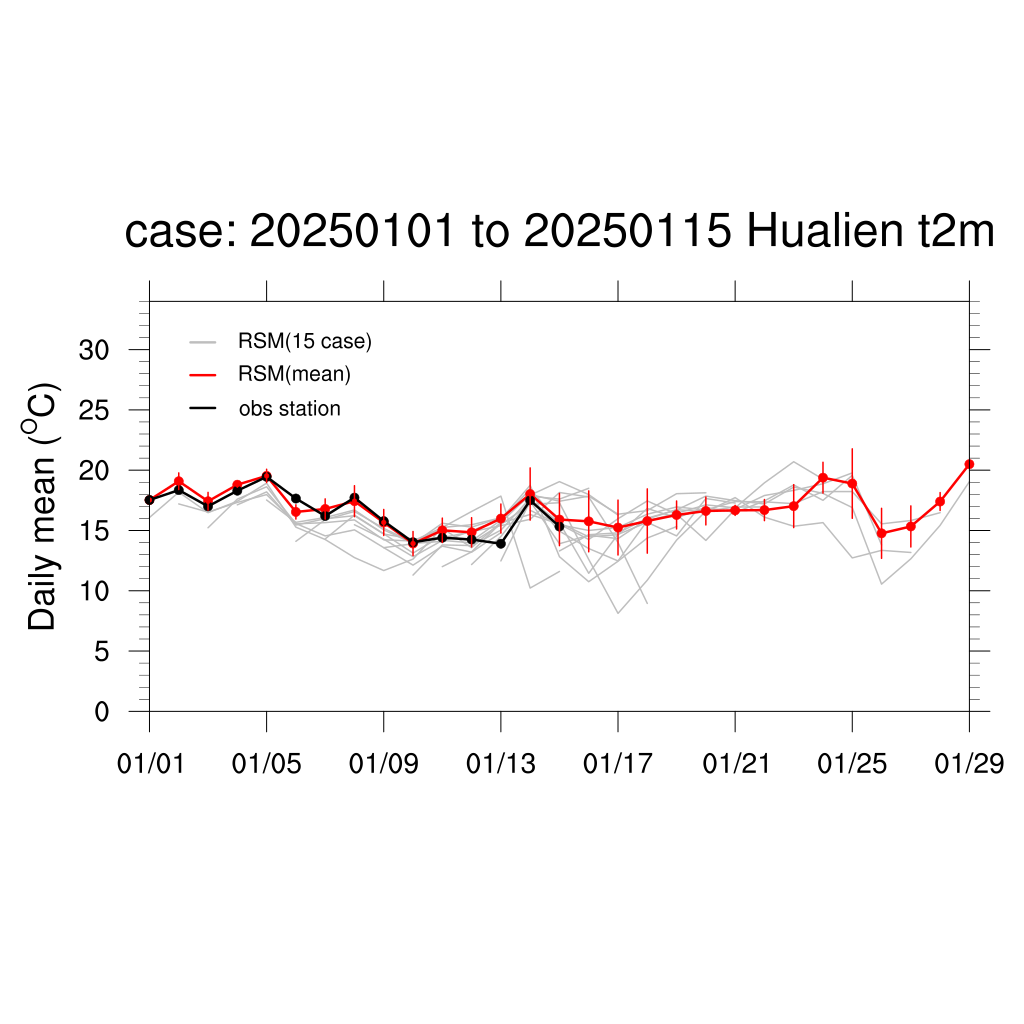 case: 20250101 to 20250115 Hualien t2m
RSM(15 case)
RSM(mean)
obs station
Daily mean (°C)
30
25
20
15
10
5
0
01/01 01/05 01/09 01/13 01/17 01/21 01/25 01/29